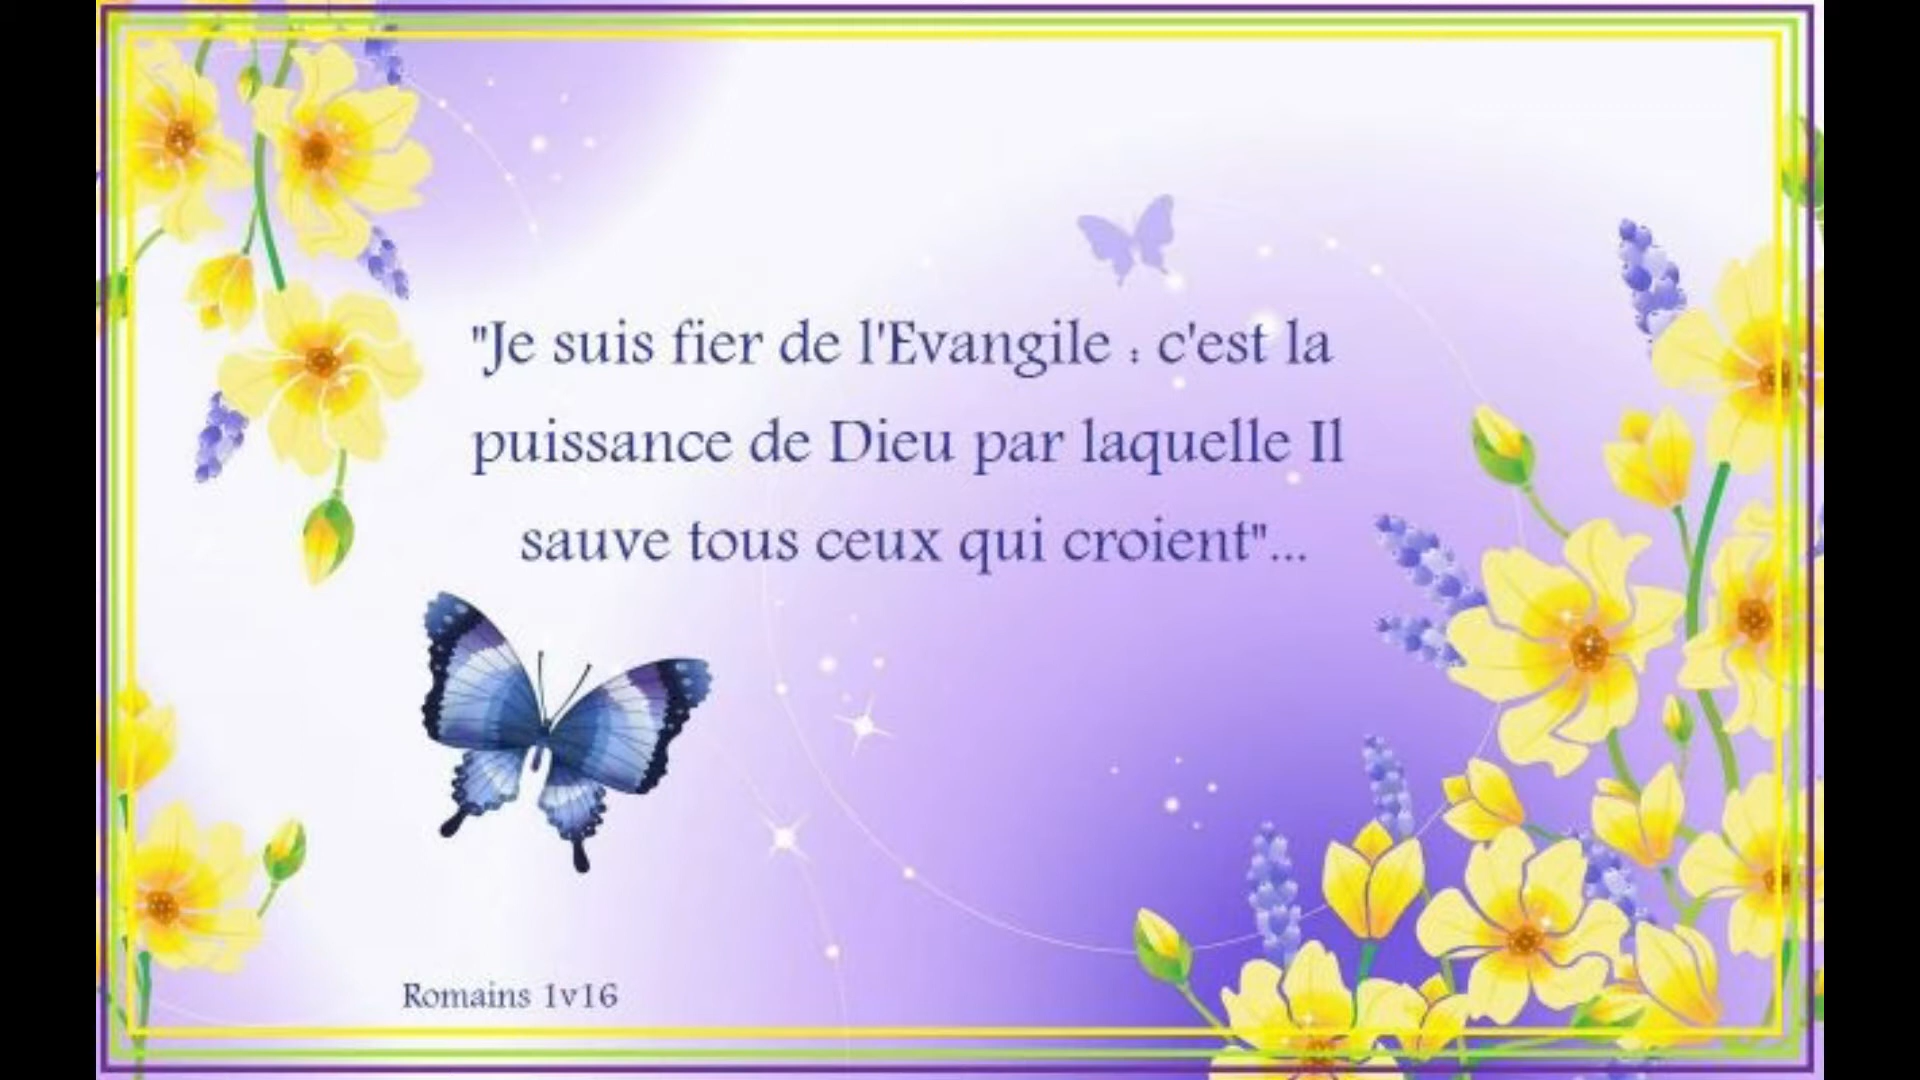 "Je suis fier de l'Evangile : c'est la
puissance de Dieu par laquelle Il
sauve tous ceux qui croient"...
Romains 1v16